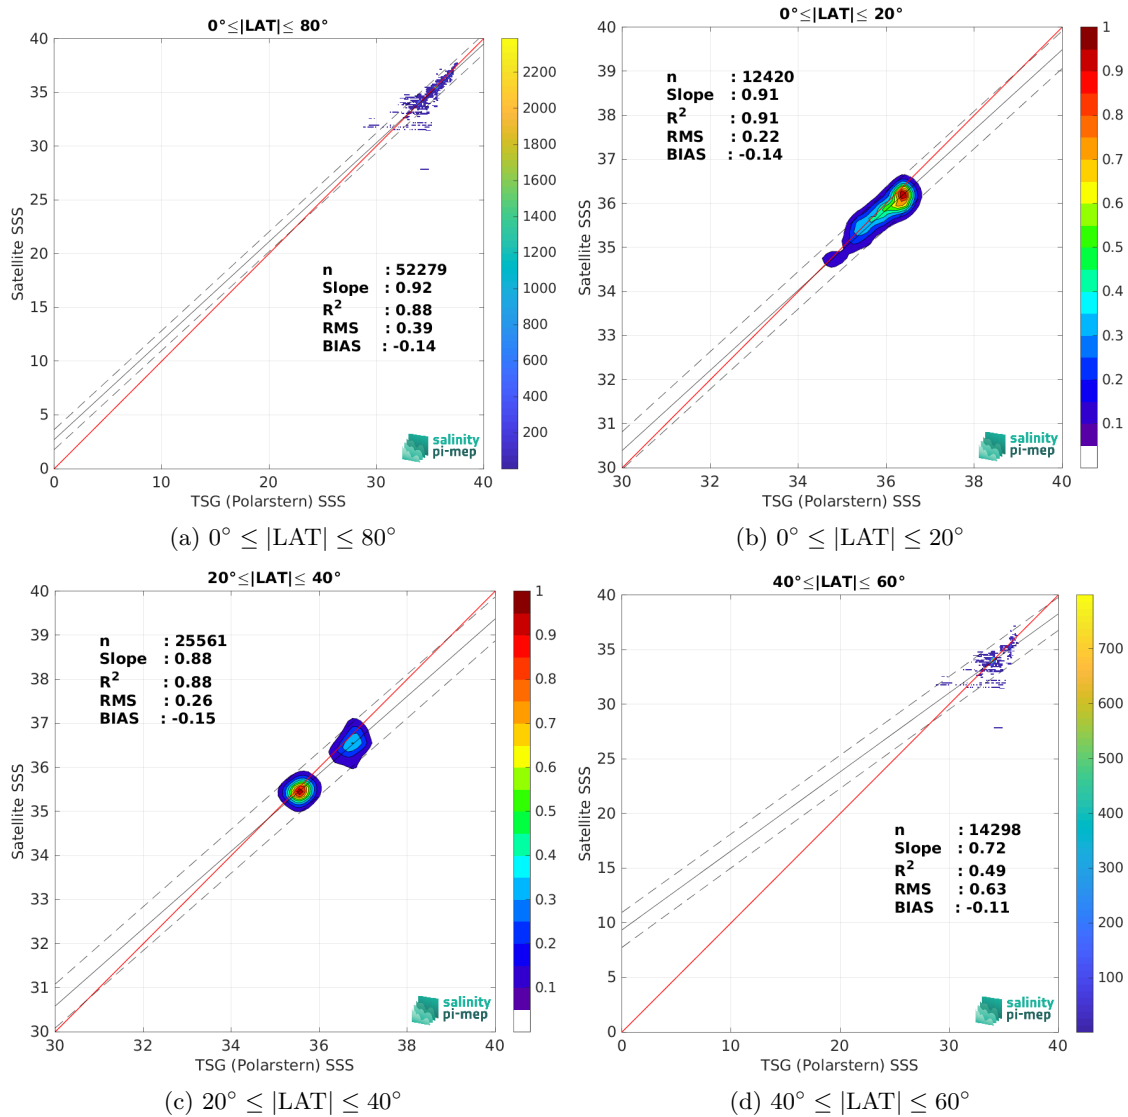 0°≤|LAT|≤ 80°
40
35
30
25
20
15
10
5
0
0
10
20
30
40
Satellite SSS
TSG (Polarstern) SSS
n : 52279
Slope : 0.92
R² : 0.88
RMS : 0.39
BIAS : -0.14
salinity
pi-mep
2200
2000
1800
1600
1400
1200
1000
800
600
400
200
(a) 0° ≤ |LAT| ≤ 80°
0°≤|LAT|≤ 20°
40
39
38
37
36
35
34
33
32
31
30
30
32
34
36
38
40
Satellite SSS
TSG (Polarstern) SSS
n : 12420
Slope : 0.91
R² : 0.91
RMS : 0.22
BIAS : -0.14
salinity
pi-mep
1
0.9
0.8
0.7
0.6
0.5
0.4
0.3
0.2
0.1
(b) 0° ≤ |LAT| ≤ 20°
20°≤|LAT|≤ 40°
40
39
38
37
36
35
34
33
32
31
30
30
32
34
36
38
40
Satellite SSS
TSG (Polarstern) SSS
n : 25561
Slope : 0.88
R² : 0.88
RMS : 0.26
BIAS : -0.15
salinity
pi-mep
1
0.9
0.8
0.7
0.6
0.5
0.4
0.3
0.2
0.1
(c) 20° ≤ |LAT| ≤ 40°
40°≤|LAT|≤ 60°
40
35
30
25
20
15
10
5
0
0
10
20
30
40
Satellite SSS
TSG (Polarstern) SSS
n : 14298
Slope : 0.72
R² : 0.49
RMS : 0.63
BIAS : -0.11
salinity
pi-mep
700
600
500
400
300
200
100
(d) 40° ≤ |LAT| ≤ 60°